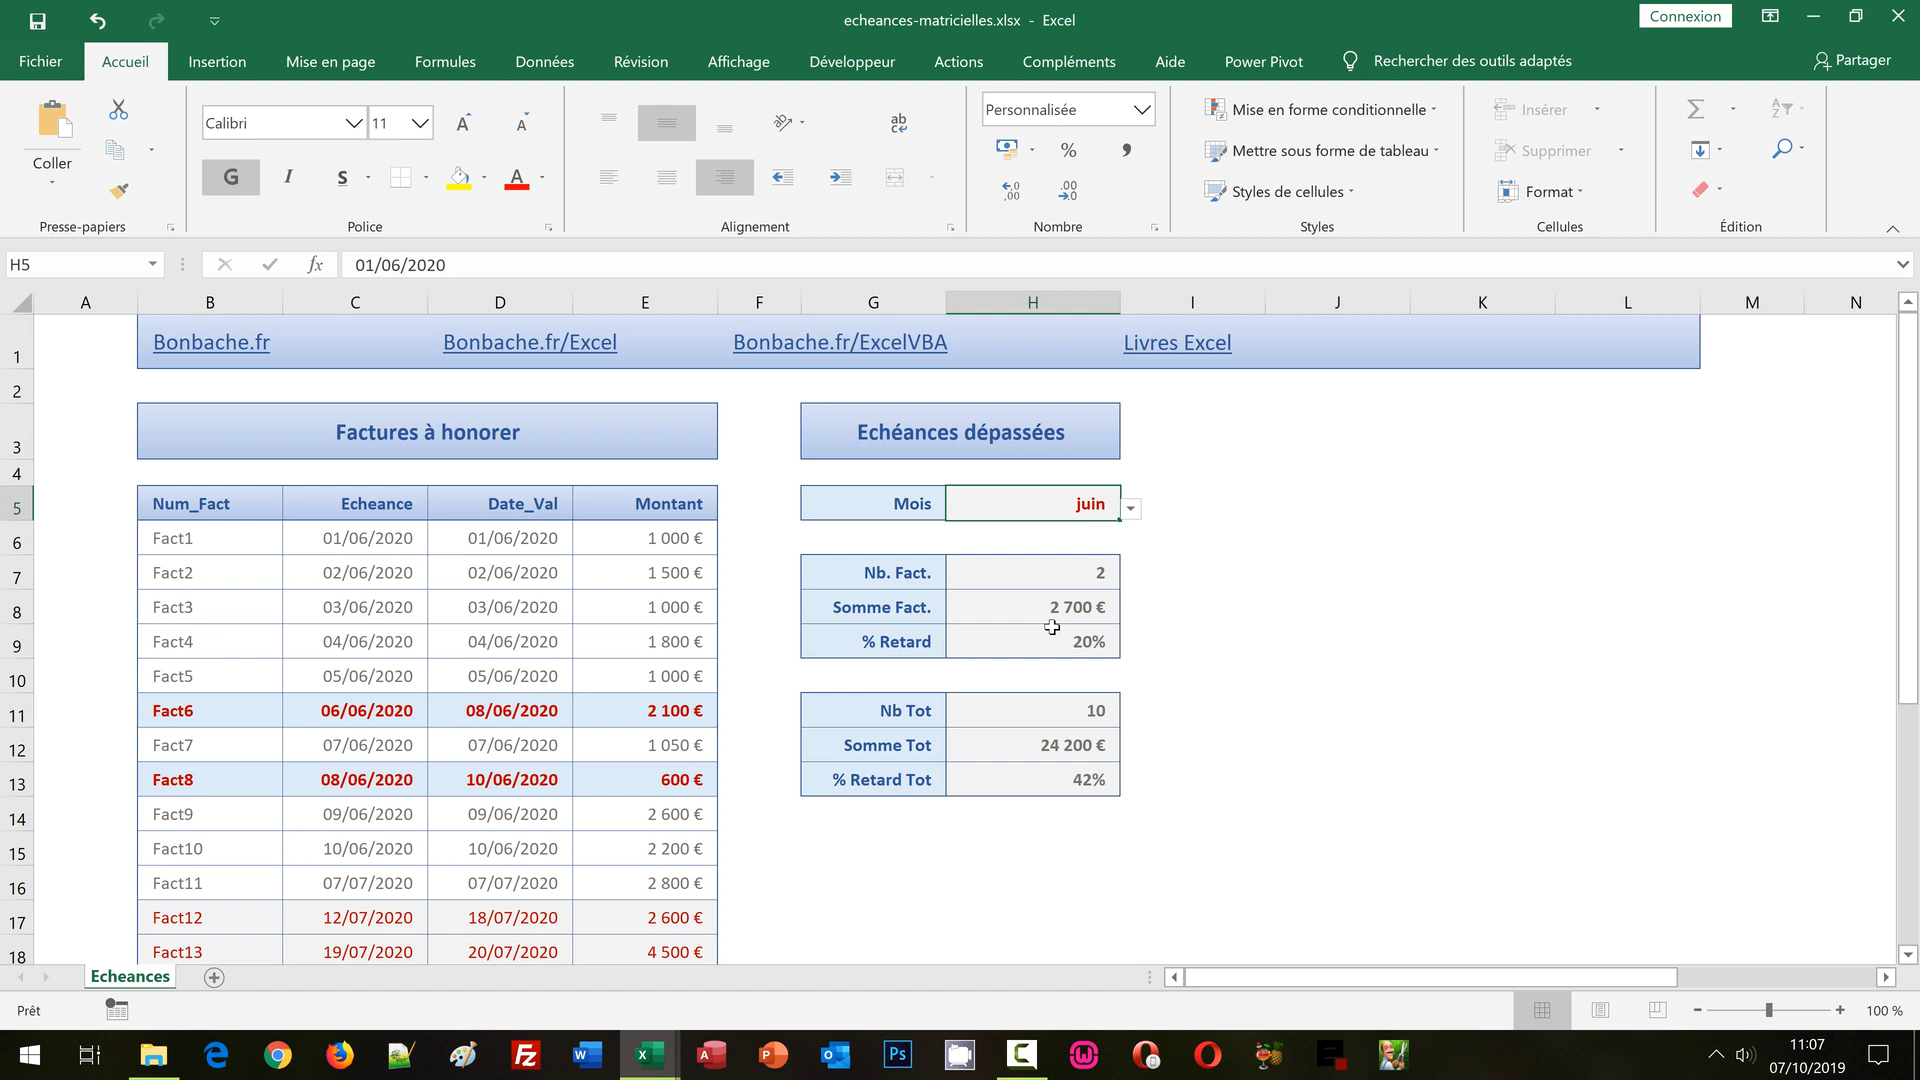 echeances-matricielles.xlsx - Excel
Connexion
Fichier Accueil Insertion Mise en page Formules Données Révision Affichage Développeur Actions Compléments Aide Power Pivot Rechercher des outils adaptés Partager
Coller
Presse-papiers
Calibri 11
G I S A
Police
ab
Alignement
Personnalisée
%
Nombre
Mise en forme conditionnelle
Mettre sous forme de tableau
Styles de cellules
Styles
Insérer
Supprimer
Format
Cellules
Édition
H5 fx 01/06/2020
A B C D E F G H I J K L M N
1 Bonbache.fr Bonbache.fr/Excel Bonbache.fr/ExcelVBA Livres Excel
2
3 Factures à honorer Echéances dépassées
4
5 Num_Fact Echeance Date_Val Montant Mois juin
6 Fact1 01/06/2020 01/06/2020 1 000 €
7 Fact2 02/06/2020 02/06/2020 1 500 € Nb. Fact. 2
8 Fact3 03/06/2020 03/06/2020 1 000 € Somme Fact. 2 700 €
9 Fact4 04/06/2020 04/06/2020 1 800 € % Retard 20%
10 Fact5 05/06/2020 05/06/2020 1 000 €
11 Fact6 06/06/2020 08/06/2020 2 100 € Nb Tot 10
12 Fact7 07/06/2020 07/06/2020 1 050 € Somme Tot 24 200 €
13 Fact8 08/06/2020 10/06/2020 600 € % Retard Tot 42%
14 Fact9 09/06/2020 09/06/2020 2 600 €
15 Fact10 10/06/2020 10/06/2020 2 200 €
16 Fact11 07/07/2020 07/07/2020 2 800 €
17 Fact12 12/07/2020 18/07/2020 2 600 €
18 Fact13 19/07/2020 20/07/2020 4 500 €
Echeances
Prêt
100 %
11:07
07/10/2019